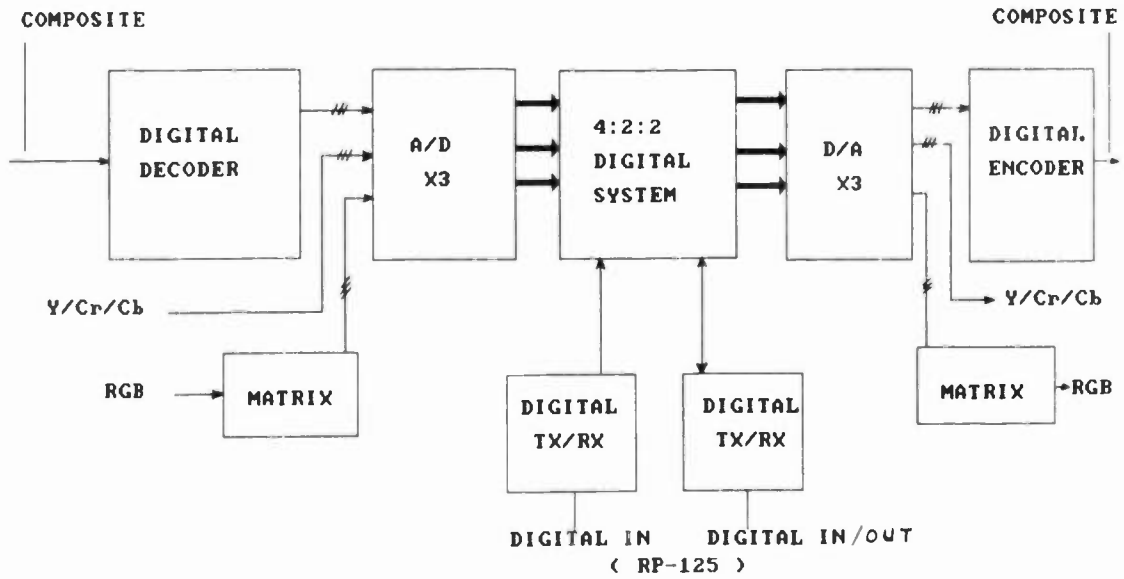 COMPOSITE
COMPOSITE
DIGITAL
DECODER
A/D
X3
4:2:2
DIGITAL
SYSTEM
D/A
X3
DIGITAL
ENCODER
Y/Cr/Cb
Y/Cr/Cb
RGB
MATRIX
DIGITAL
TX/RX
DIGITAL
TX/RX
MATRIX
RGB
DIGITAL IN
DIGITAL IN/OUT
( RP-125 )